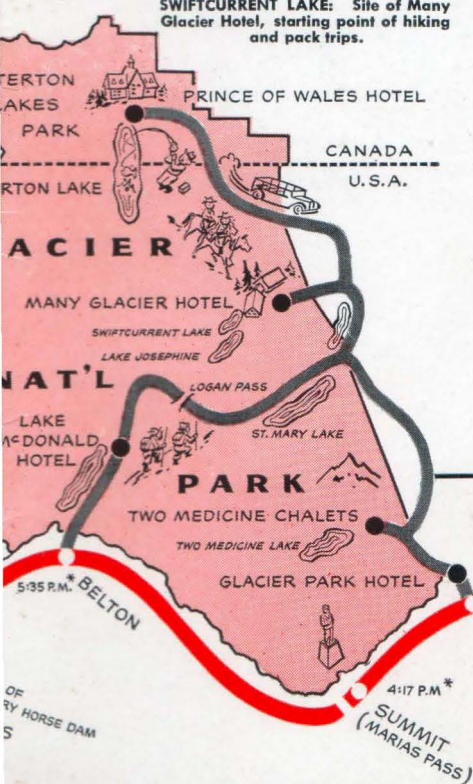 SWIFTCURRENT LAKE: Site of Many
Glacier Hotel, starting point of hiking
and pack trips.
TERTON
LAKES
PARK
PRINCE OF WALES HOTEL
CANADA
U.S.A.
RTON LAKE
ACIER
MANY GLACIER HOTEL
SWIFTCURRENT LAKE
LAKE JOSEPHINE
NAT'L
LOGAN PASS
LAKE
McDONALD
HOTEL
ST. MARY LAKE
PARK
TWO MEDICINE CHALETS
TWO MEDICINE LAKE
GLACIER PARK HOTEL
5:35 P.M.*
BELTON
4:17 P.M*
SUMMIT
(MARIAS PASS)
OF
RY HORSE DAM
S